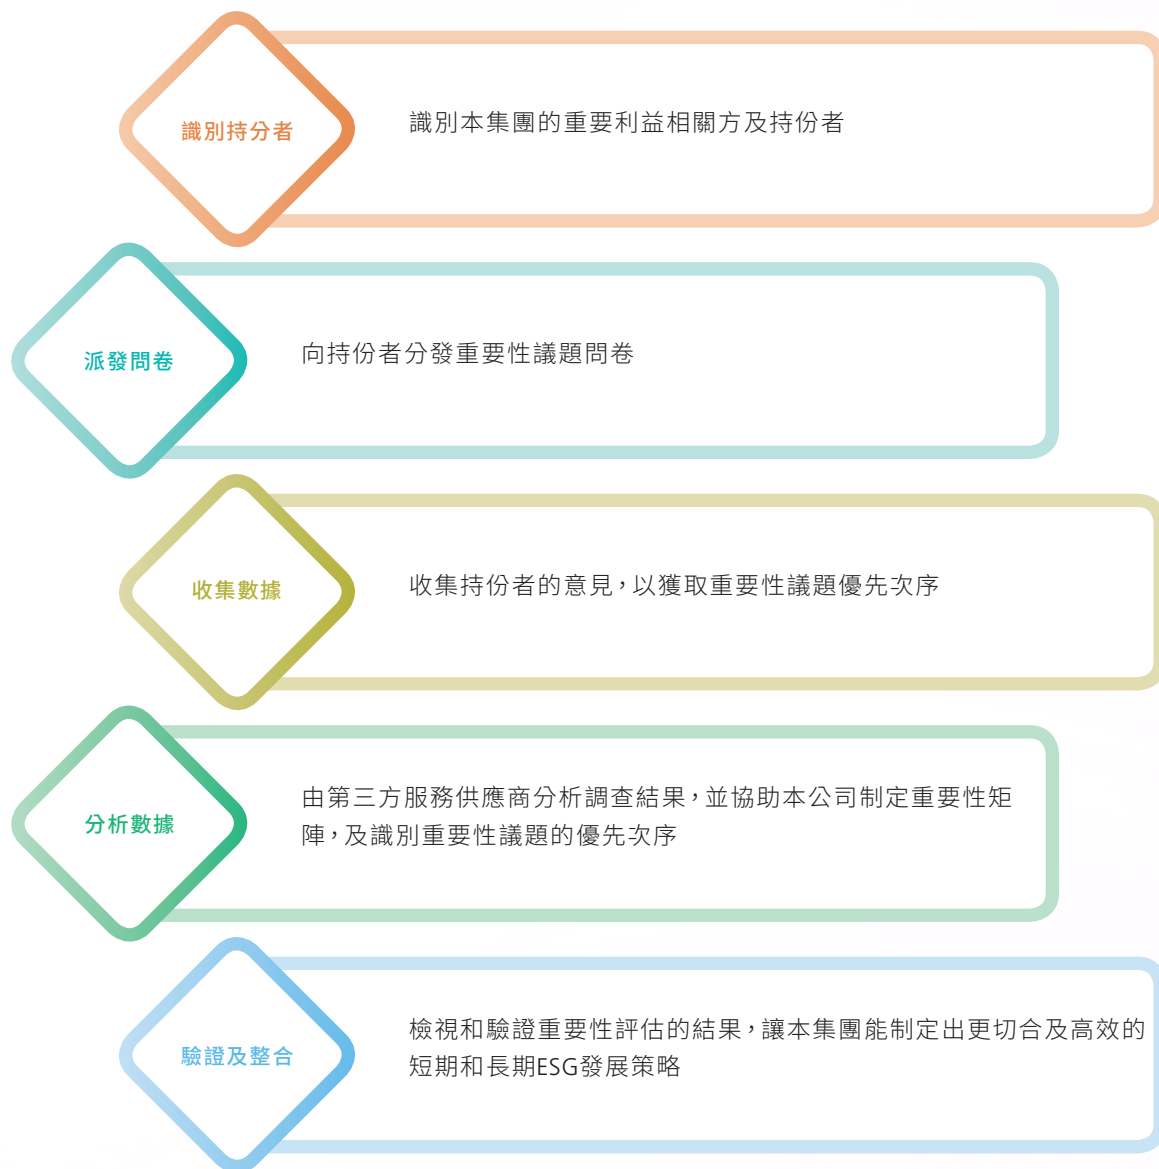 識別持分者
識別本集團的重要利益相關方及持份者
派發問卷
向持份者分發重要性議題問卷
收集數據
收集持份者的意見，以獲取重要性議題優先次序
分析數據
由第三方服務供應商分析調查結果，並協助本公司制定重要性矩
陣，及識別重要性議題的優先次序
驗證及整合
檢視和驗證重要性評估的結果，讓本集團能制定出更切合及高效的
短期和長期ESG發展策略